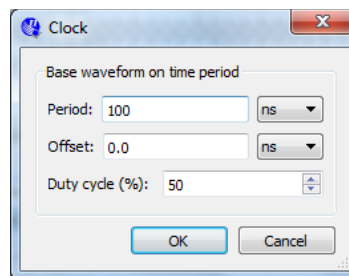 Clock
Base waveform on time period
Period: 100 ns
Offset: 0.0 ns
Duty cycle (%): 50
OK Cancel